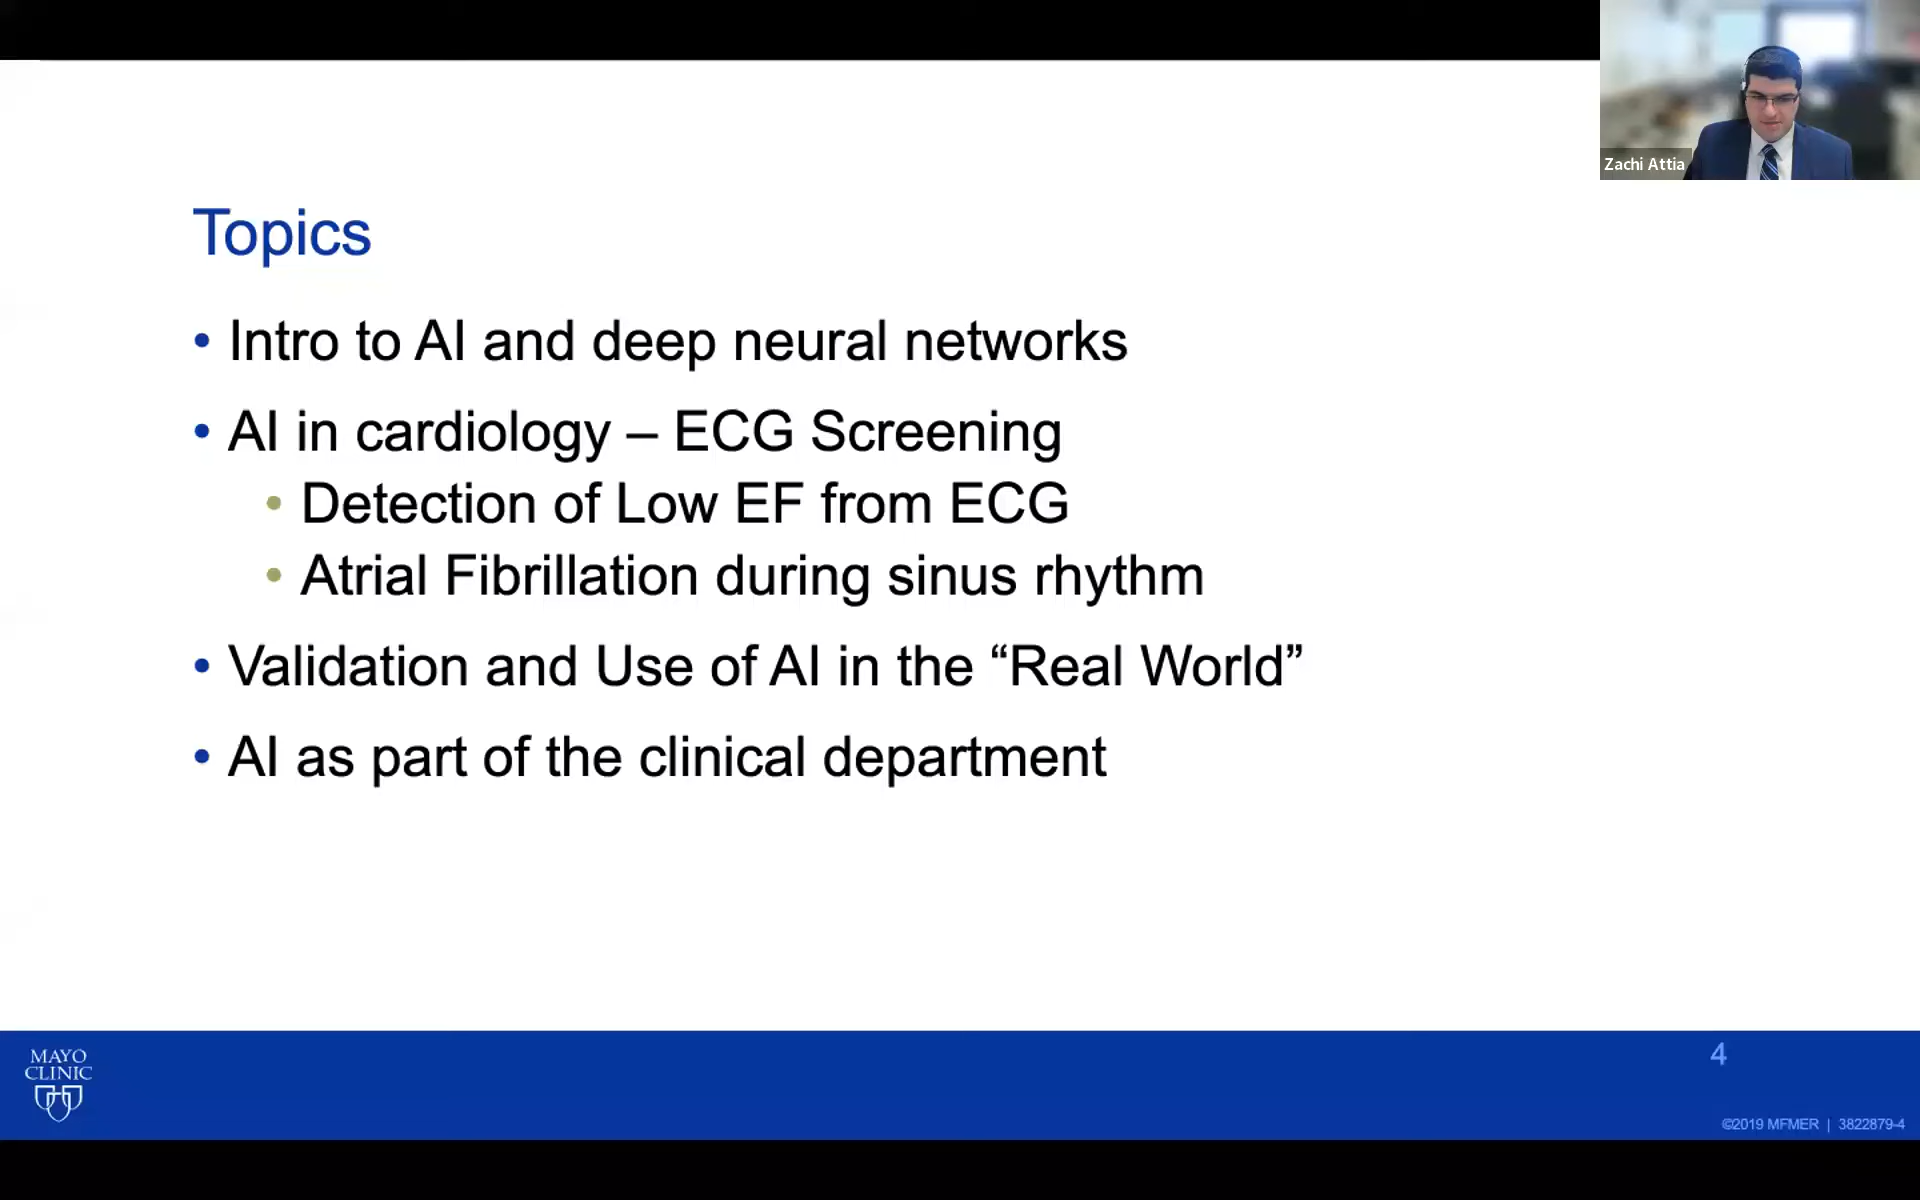 Zachi Attia
Topics
• Intro to AI and deep neural networks
• AI in cardiology – ECG Screening
• Detection of Low EF from ECG
• Atrial Fibrillation during sinus rhythm
• Validation and Use of AI in the “Real World”
• AI as part of the clinical department
MAYO
CLINIC
4
©2019 MFMER | 3822879-4